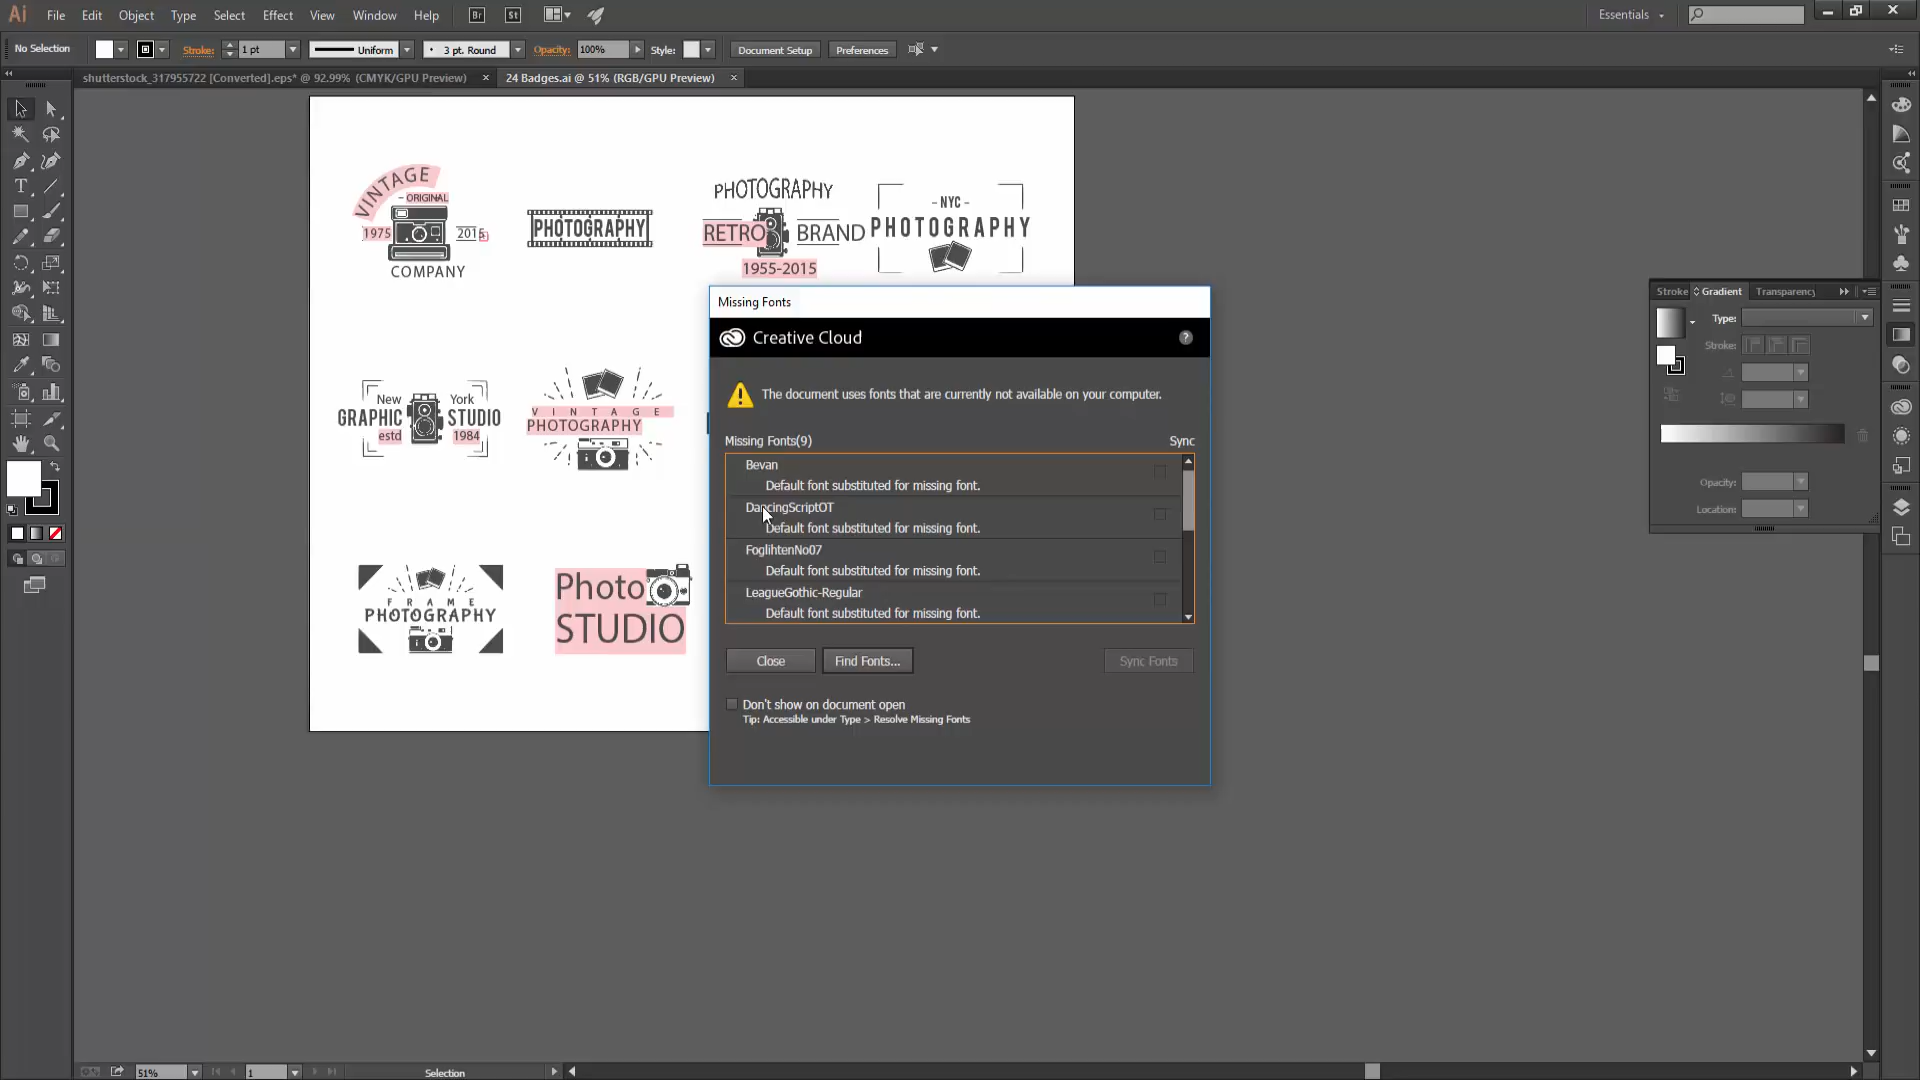 Ai File Edit Object Type Select Effect View Window Help Br St Essentials
No Selection Stroke: 1 pt Uniform 3 pt. Round Opacity: 100% Style: Document Setup Preferences
shutterstock_317955722 [Converted].eps* @ 92.99% (CMYK/GPU Preview) × 24 Badges.ai @ 51% (RGB/GPU Preview) ×
VINTAGE
– ORIGINAL
1975 2015
COMPANY
PHOTOGRAPHY
PHOTOGRAPHY
RETRO BRAND
1955-2015
– NYC –
PHOTOGRAPHY
New York
GRAPHIC STUDIO
estd 1984
VINTAGE
PHOTOGRAPHY
FRAME
PHOTOGRAPHY
Photo
STUDIO
Missing Fonts
Creative Cloud ?
The document uses fonts that are currently not available on your computer.
Missing Fonts(9) Sync
Bevan
Default font substituted for missing font.
DancingScriptOT
Default font substituted for missing font.
FoglihtenNo07
Default font substituted for missing font.
LeagueGothic-Regular
Default font substituted for missing font.
Close Find Fonts... Sync Fonts
Don't show on document open
Tip: Accessible under Type > Resolve Missing Fonts
Stroke Gradient Transparency
Type:
Stroke:
Opacity:
Location:
51% 1 Selection